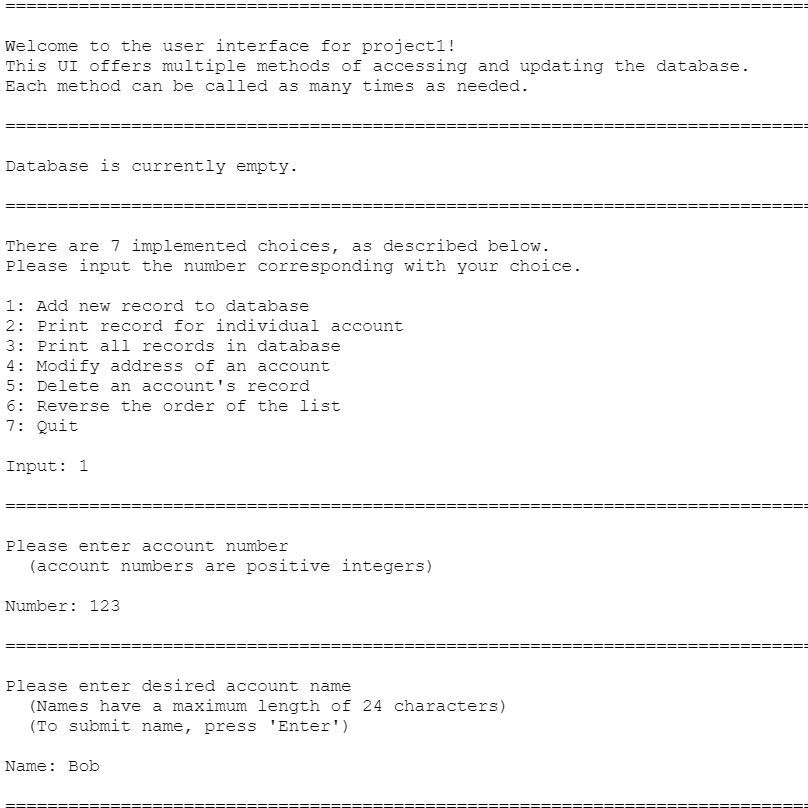 ================================================================================
Welcome to the user interface for project1!
This UI offers multiple methods of accessing and updating the database.
Each method can be called as many times as needed.
================================================================================
Database is currently empty.
================================================================================
There are 7 implemented choices, as described below.
Please input the number corresponding with your choice.
1: Add new record to database
2: Print record for individual account
3: Print all records in database
4: Modify address of an account
5: Delete an account's record
6: Reverse the order of the list
7: Quit
Input: 1
================================================================================
Please enter account number
(account numbers are positive integers)
Number: 123
================================================================================
Please enter desired account name
(Names have a maximum length of 24 characters)
(To submit name, press 'Enter')
Name: Bob
================================================================================